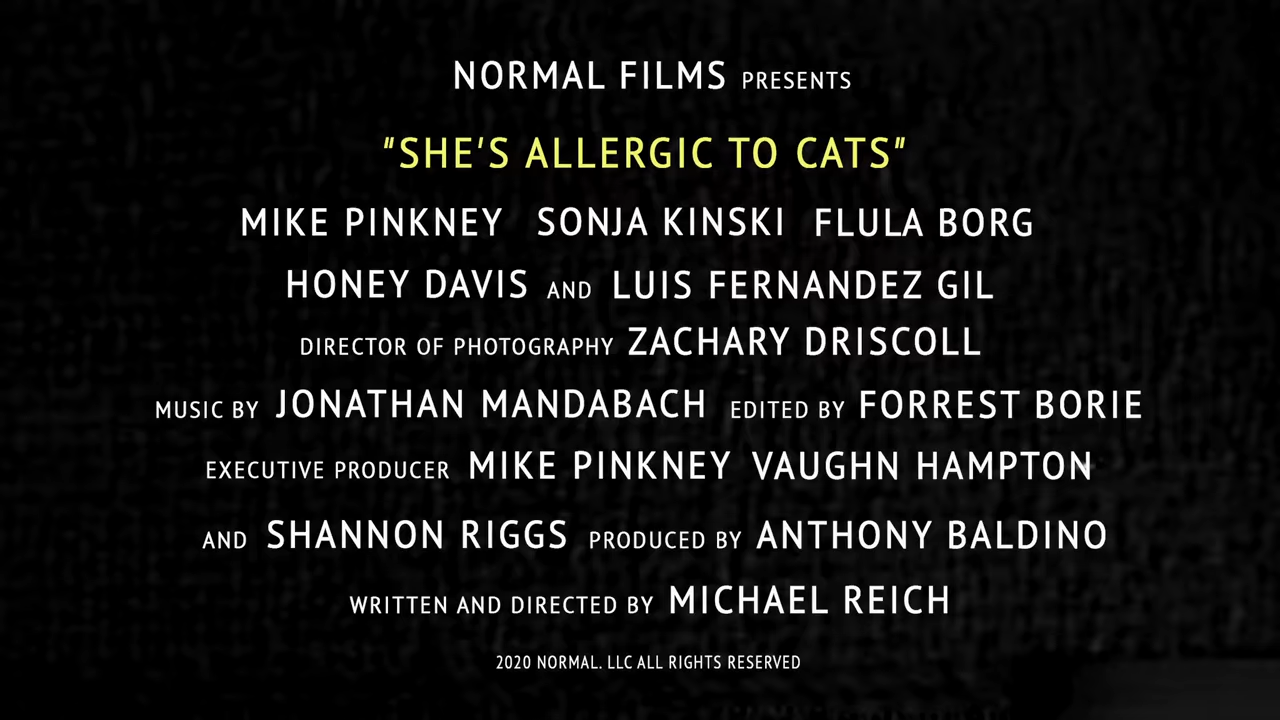 NORMAL FILMS PRESENTS
"SHE'S ALLERGIC TO CATS"
MIKE PINKNEY SONJA KINSKI FLULA BORG
HONEY DAVIS AND LUIS FERNANDEZ GIL
DIRECTOR OF PHOTOGRAPHY ZACHARY DRISCOLL
MUSIC BY JONATHAN MANDABACH EDITED BY FORREST BORIE
EXECUTIVE PRODUCER MIKE PINKNEY VAUGHN HAMPTON
AND SHANNON RIGGS PRODUCED BY ANTHONY BALDINO
WRITTEN AND DIRECTED BY MICHAEL REICH
2020 NORMAL. LLC ALL RIGHTS RESERVED